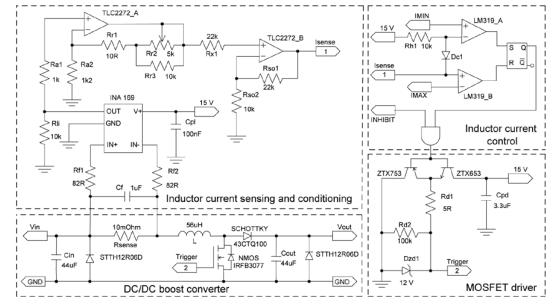 TLC2272_A
Rr1
10R
Rr2
5k
Rr3
10k
22k
Rx1
TLC2272_B
Isense
1
Rso1
22k
Rso2
10k
Ra1
1k
Ra2
1k2
INA 169
OUT V+
GND
IN+ IN-
15 V
Cpl
100nF
Rli
10k
Rf1
82R
Rf2
82R
Cf 1uF
Inductor current sensing and conditioning
Vin
10mOhm
Rsense
56uH
L
SCHOTTKY
43CTQ100
Vout
Cin
44uF
STTH12R06D
Trigger
2
NMOS
IRFB3077
Cout
44uF
STTH12R06D
GND
GND
DC/DC boost converter
IMIN
LM319_A
15 V
Rh1 10k
Dc1
Isense
1
IMAX
LM319_B
S Q
R Q
INHIBIT
Inductor current
control
ZTX753
ZTX653
15 V
Rd1
5R
Cpd
3.3uF
Rd2
100k
Dzd1
12 V
Trigger
2
MOSFET driver